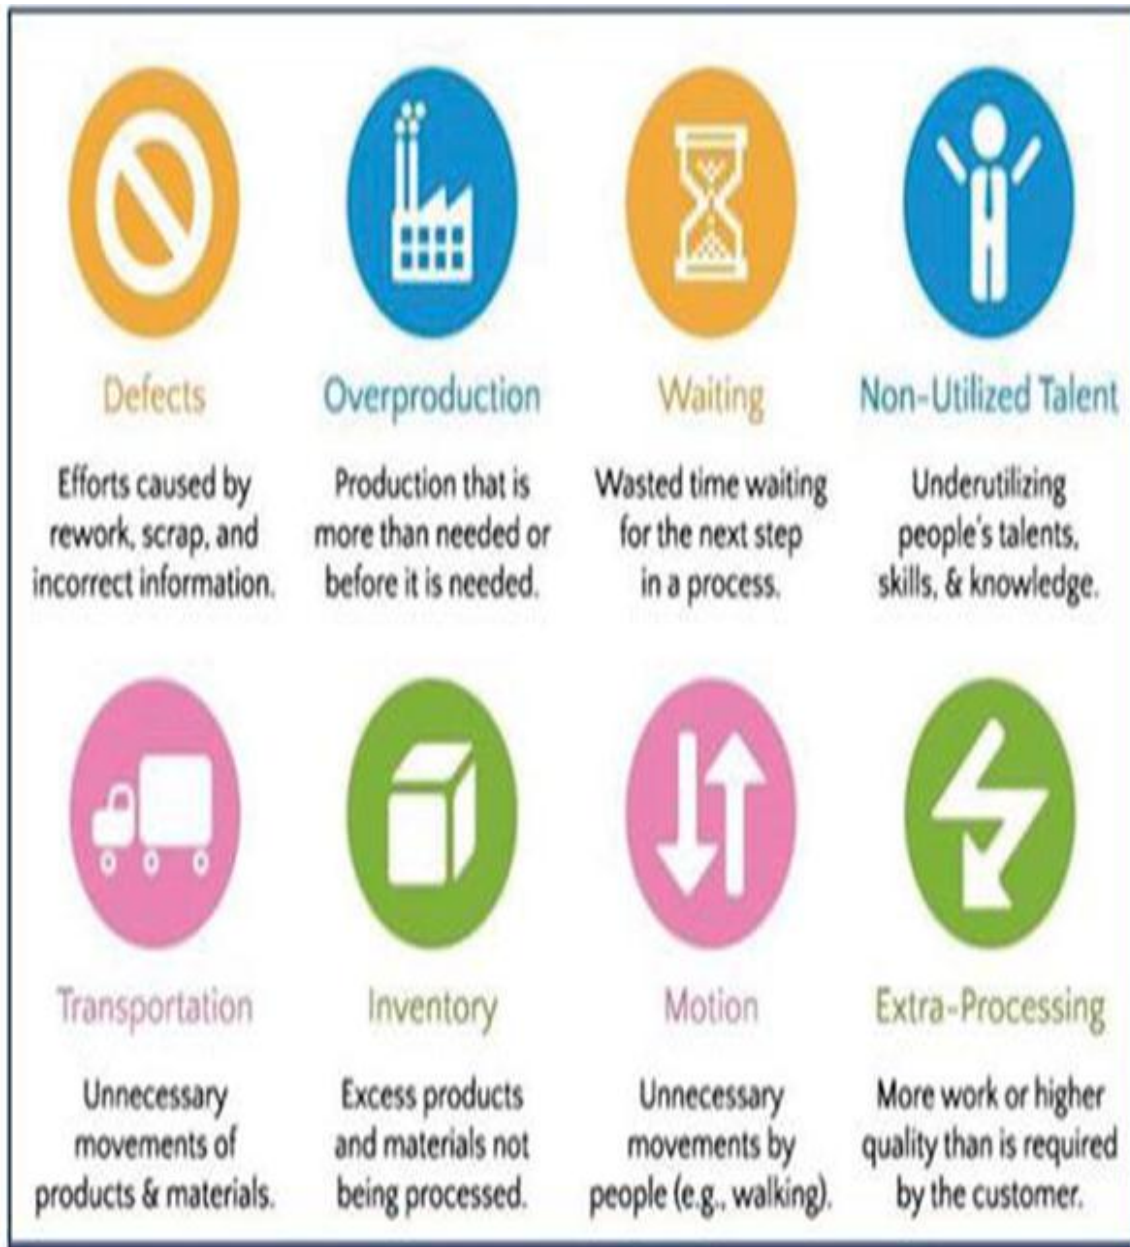 Defects
Efforts caused by
rework, scrap, and
incorrect information.
Overproduction
Production that is
more than needed or
before it is needed.
Waiting
Wasted time waiting
for the next step
in a process.
Non-Utilized Talent
Underutilizing
people's talents,
skills, & knowledge.
Transportation
Unnecessary
movements of
products & materials.
Inventory
Excess products
and materials not
being processed.
Motion
Unnecessary
movements by
people (e.g., walking).
Extra-Processing
More work or higher
quality than is required
by the customer.